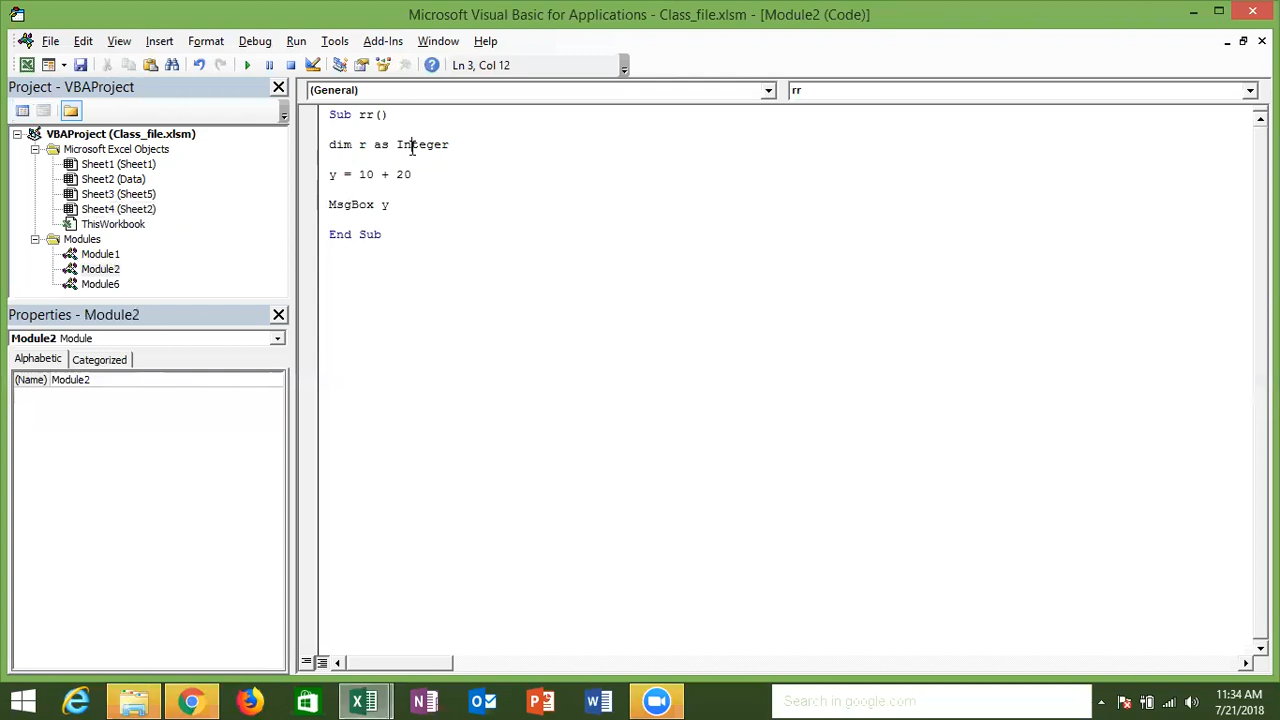 Microsoft Visual Basic for Applications - Class_file.xlsm - [Module2 (Code)]
File Edit View Insert Format Debug Run Tools Add-Ins Window Help
Ln 3, Col 12
Project - VBAProject
(General)
rr
VBAProject (Class_file.xlsm)
Microsoft Excel Objects
Sheet1 (Sheet1)
Sheet2 (Data)
Sheet3 (Sheet5)
Sheet4 (Sheet2)
ThisWorkbook
Modules
Module1
Module2
Module6
Sub rr()
dim r as Integer
y = 10 + 20
MsgBox y
End Sub
Properties - Module2
Module2 Module
Alphabetic Categorized
(Name) Module2
Search in google.com
11:34 AM
7/21/2018